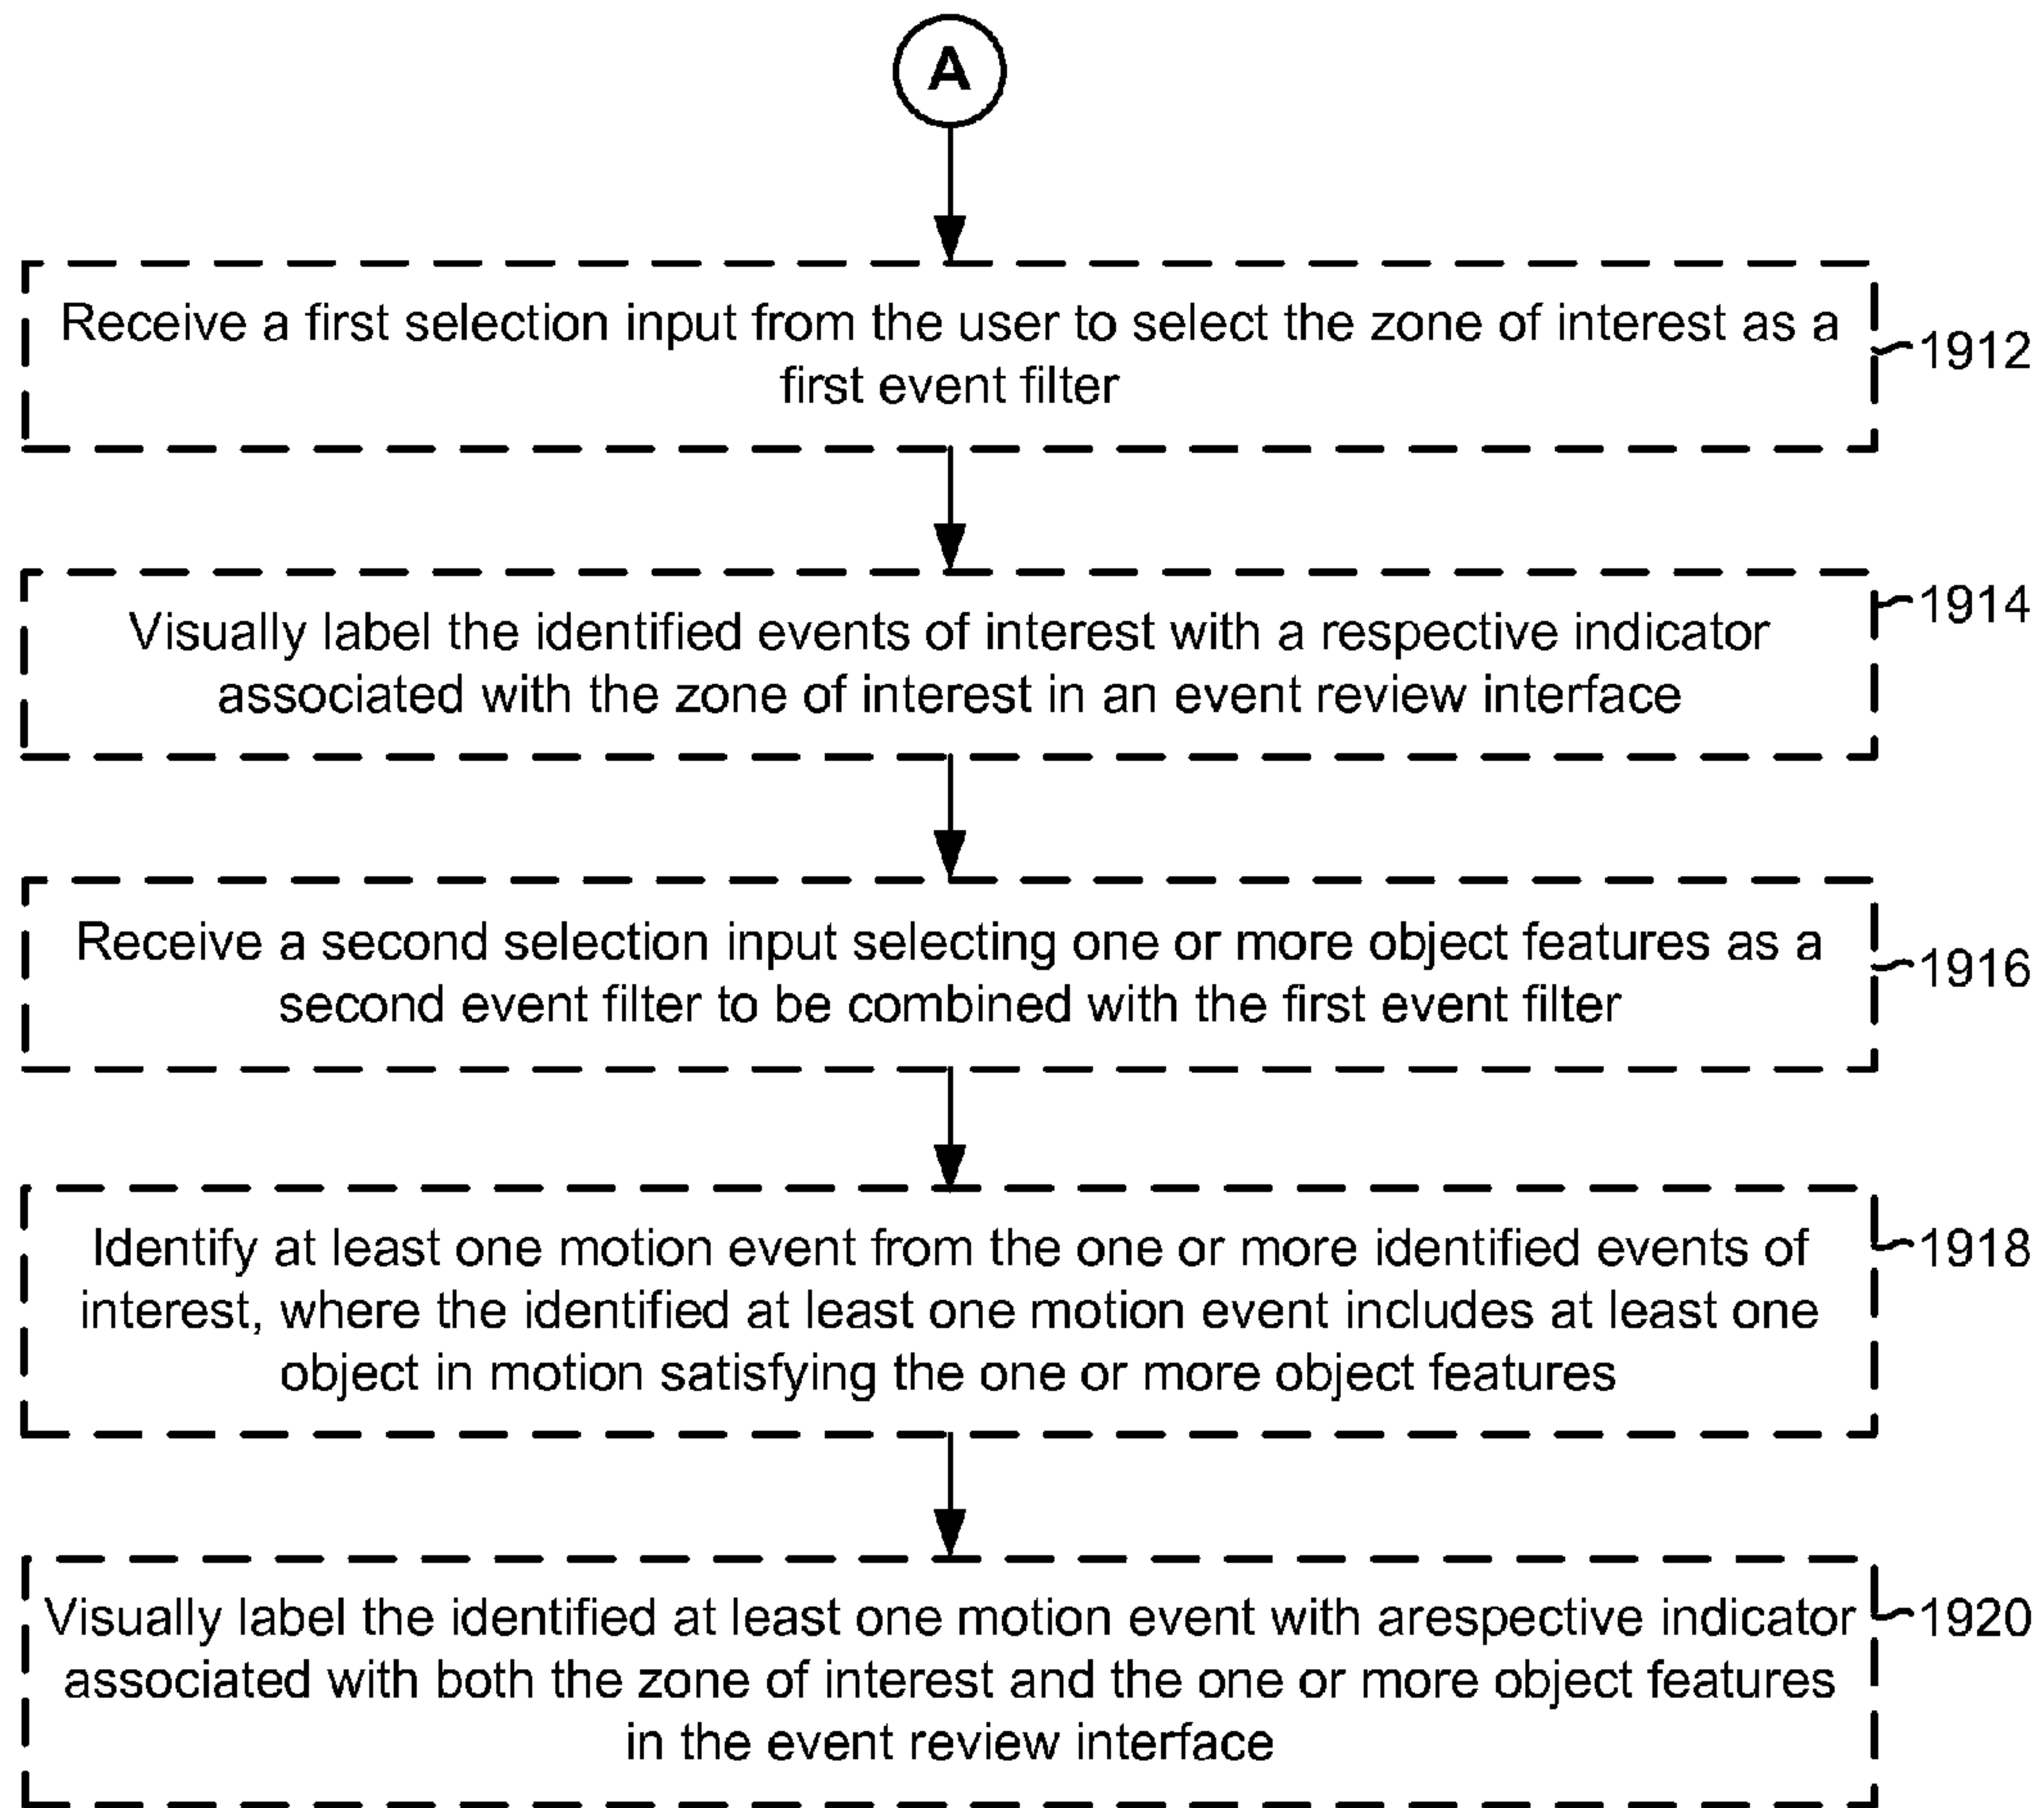 A
Receive a first selection input from the user to select the zone of interest as a
first event filter
1912
Visually label the identified events of interest with a respective indicator
associated with the zone of interest in an event review interface
1914
Receive a second selection input selecting one or more object features as a
second event filter to be combined with the first event filter
1916
Identify at least one motion event from the one or more identified events of
interest, where the identified at least one motion event includes at least one
object in motion satisfying the one or more object features
1918
Visually label the identified at least one motion event with arespective indicator
associated with both the zone of interest and the one or more object features
in the event review interface
1920